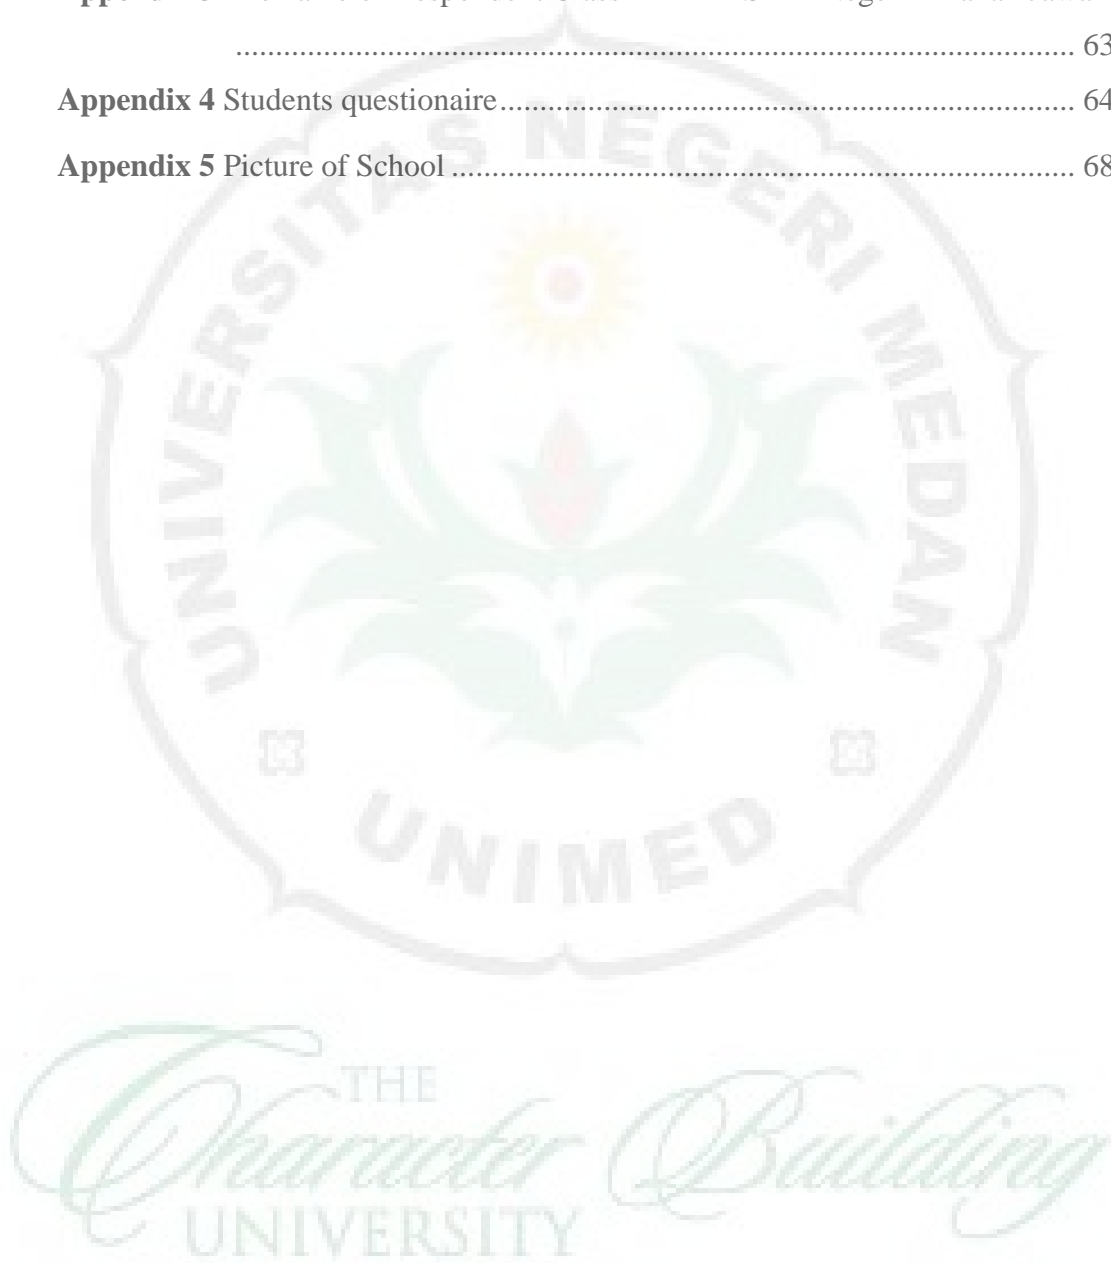 ........................................................................................................ 63
Appendix 4 Students questionaire........................................................................ 64
Appendix 5 Picture of School.............................................................................. 68
UNIVERSITAS NEGERI MEDAN
UNIMED
THE
Character Building
UNIVERSITY